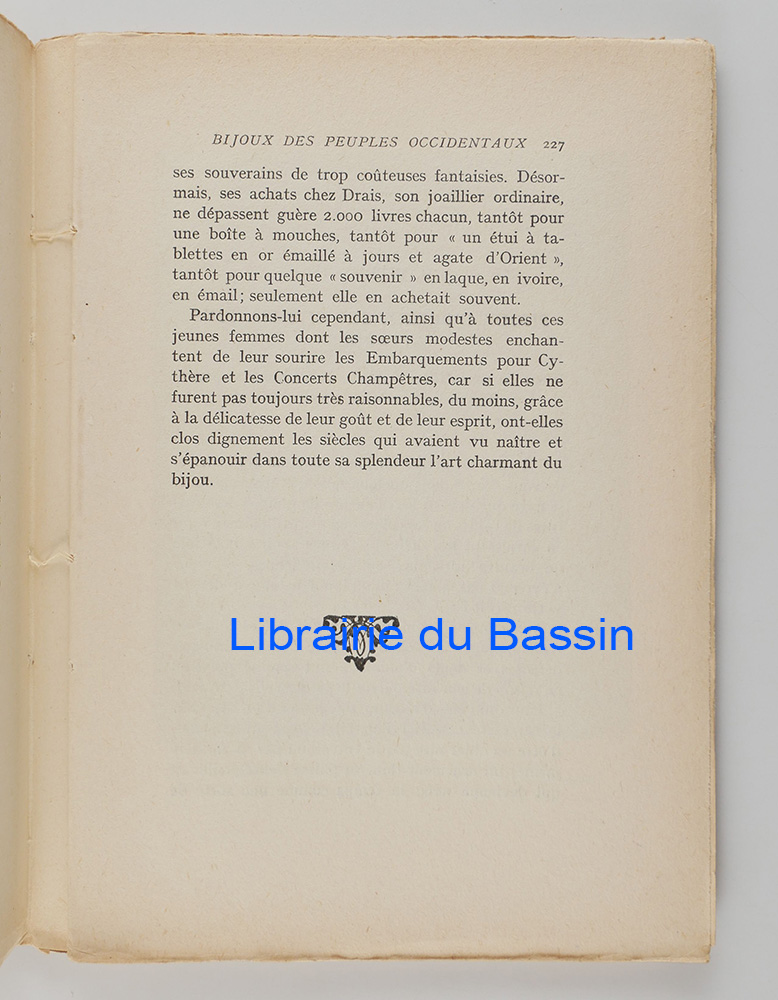 BIJOUX DES PEUPLES OCCIDENTAUX 227
ses souverains de trop coûteuses fantaisies. Désor-
mais, ses achats chez Drais, son joaillier ordinaire,
ne dépassent guère 2.000 livres chacun, tantôt pour
une boîte à mouches, tantôt pour « un étui à ta-
blettes en or émaillé à jours et agate d'Orient »,
tantôt pour quelque « souvenir » en laque, en ivoire,
en émail; seulement elle en achetait souvent.
Pardonnons-lui cependant, ainsi qu'à toutes ces
jeunes femmes dont les sœurs modestes enchan-
tent de leur sourire les Embarquements pour Cy-
thère et les Concerts Champêtres, car si elles ne
furent pas toujours très raisonnables, du moins, grâce
à la délicatesse de leur goût et de leur esprit, ont-elles
clos dignement les siècles qui avaient vu naître et
s'épanouir dans toute sa splendeur l'art charmant du
bijou.
Librairie du Bassin